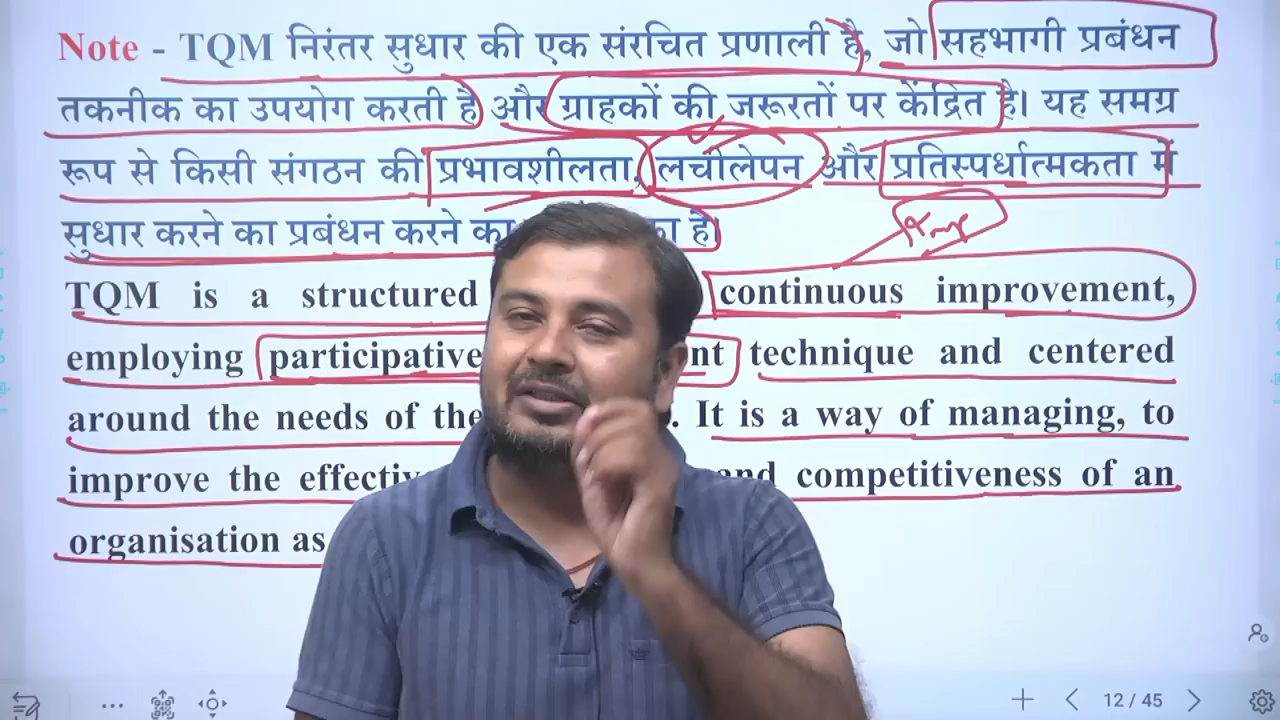 Note - TQM निरंतर सुधार की एक संरचित प्रणाली है, जो सहभागी प्रबंधन
तकनीक का उपयोग करती है और ग्राहकों की जरूरतों पर केंद्रित है। यह समग्र
रूप से किसी संगठन की प्रभावशीलता, लचीलेपन और प्रतिस्पर्धात्मकता में
सुधार करने का प्रबंधन करने का है।
TQM is a structured continuous improvement,
employing participative technique and centered
around the needs of the . It is a way of managing, to
improve the and competitiveness of an
organisation as
12 / 45